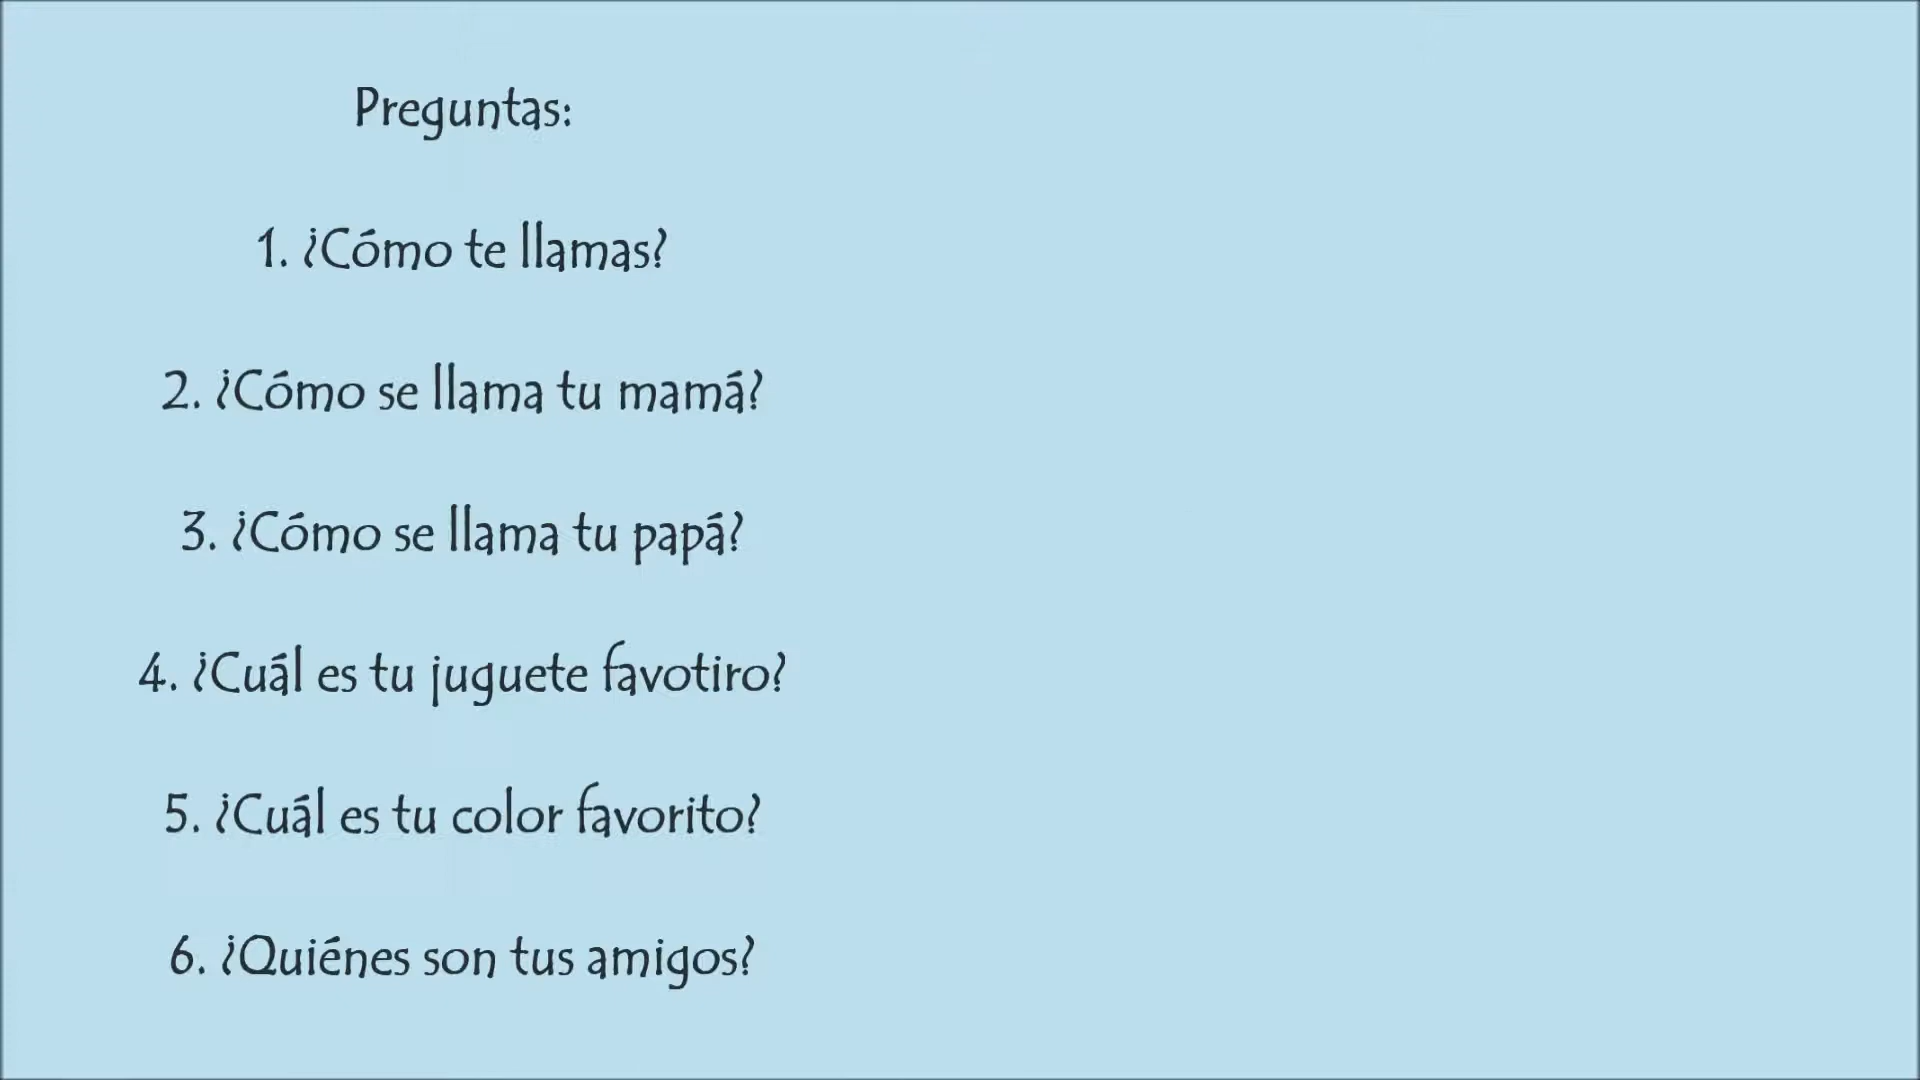 Preguntas:
1. ¿Cómo te llamas?
2. ¿Cómo se llama tu mamá?
3. ¿Cómo se llama tu papá?
4. ¿Cuál es tu juguete favotiro?
5. ¿Cuál es tu color favorito?
6. ¿Quiénes son tus amigos?